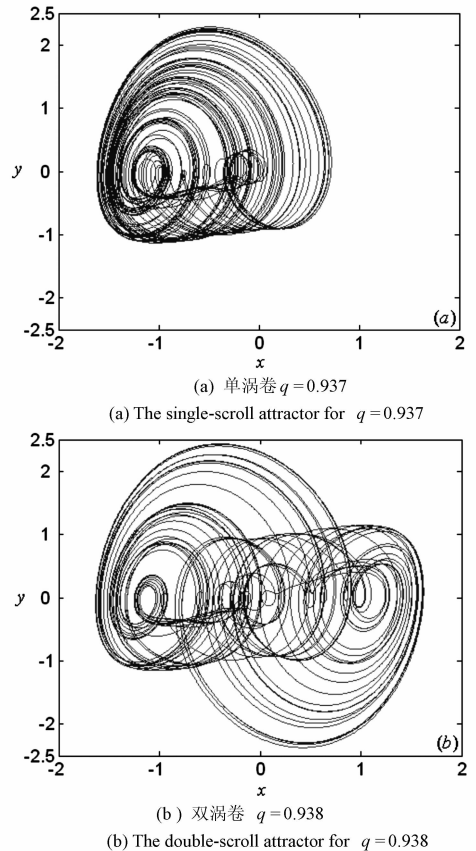 2.5
2
1
y
0
-1
-2
(a)
-2.5
-2 -1 0 1 2
x
(a) 单涡卷 q = 0.937
(a) The single-scroll attractor for q = 0.937
2.5
2
1
y
0
-1
-2
(b)
-2.5
-2 -1 0 1 2
x
(b ) 双涡卷 q = 0.938
(b) The double-scroll attractor for q = 0.938